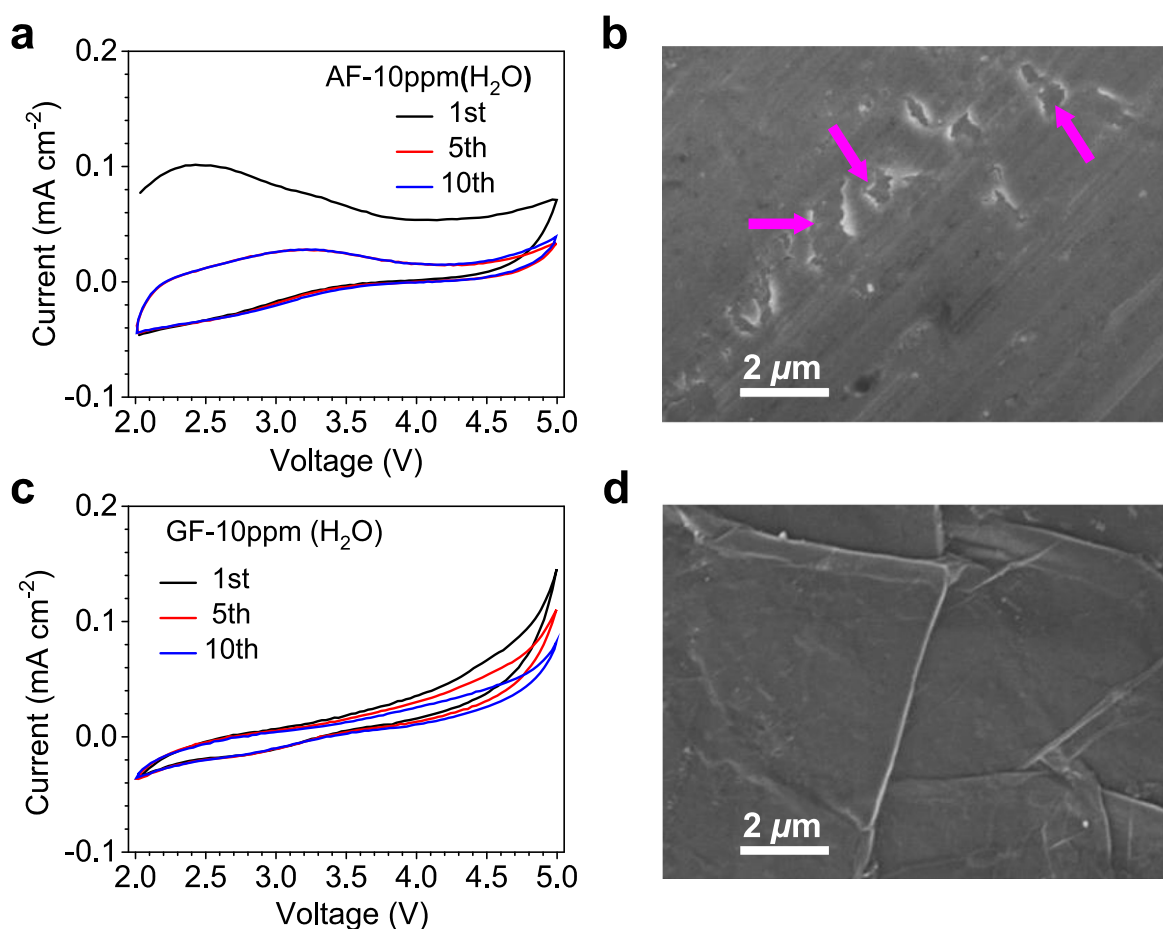 a
0.2
0.1
0.0
-0.1
Current (mA cm⁻²)
AF-10ppm(H₂O)
1st
5th
10th
2.0 2.5 3.0 3.5 4.0 4.5 5.0
Voltage (V)
b
2 µm
c
0.2
0.1
0.0
-0.1
Current (mA cm⁻²)
GF-10ppm (H₂O)
1st
5th
10th
2.0 2.5 3.0 3.5 4.0 4.5 5.0
Voltage (V)
d
2 µm